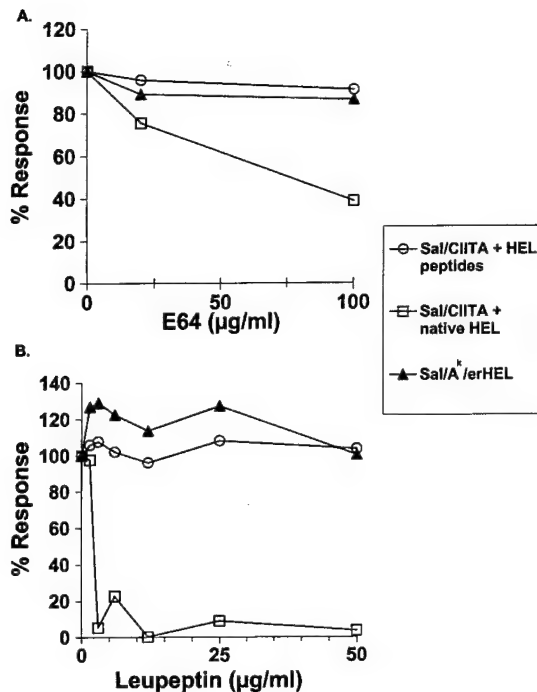 A.
120
100
80
60
40
20
0
% Response
0
50
100
E64 (µg/ml)
Sal/CIITA + HEL
peptides
Sal/CIITA +
native HEL
Sal/Aᵏ/erHEL
B.
140
120
100
80
60
40
20
0
% Response
0
25
50
Leupeptin (µg/ml)